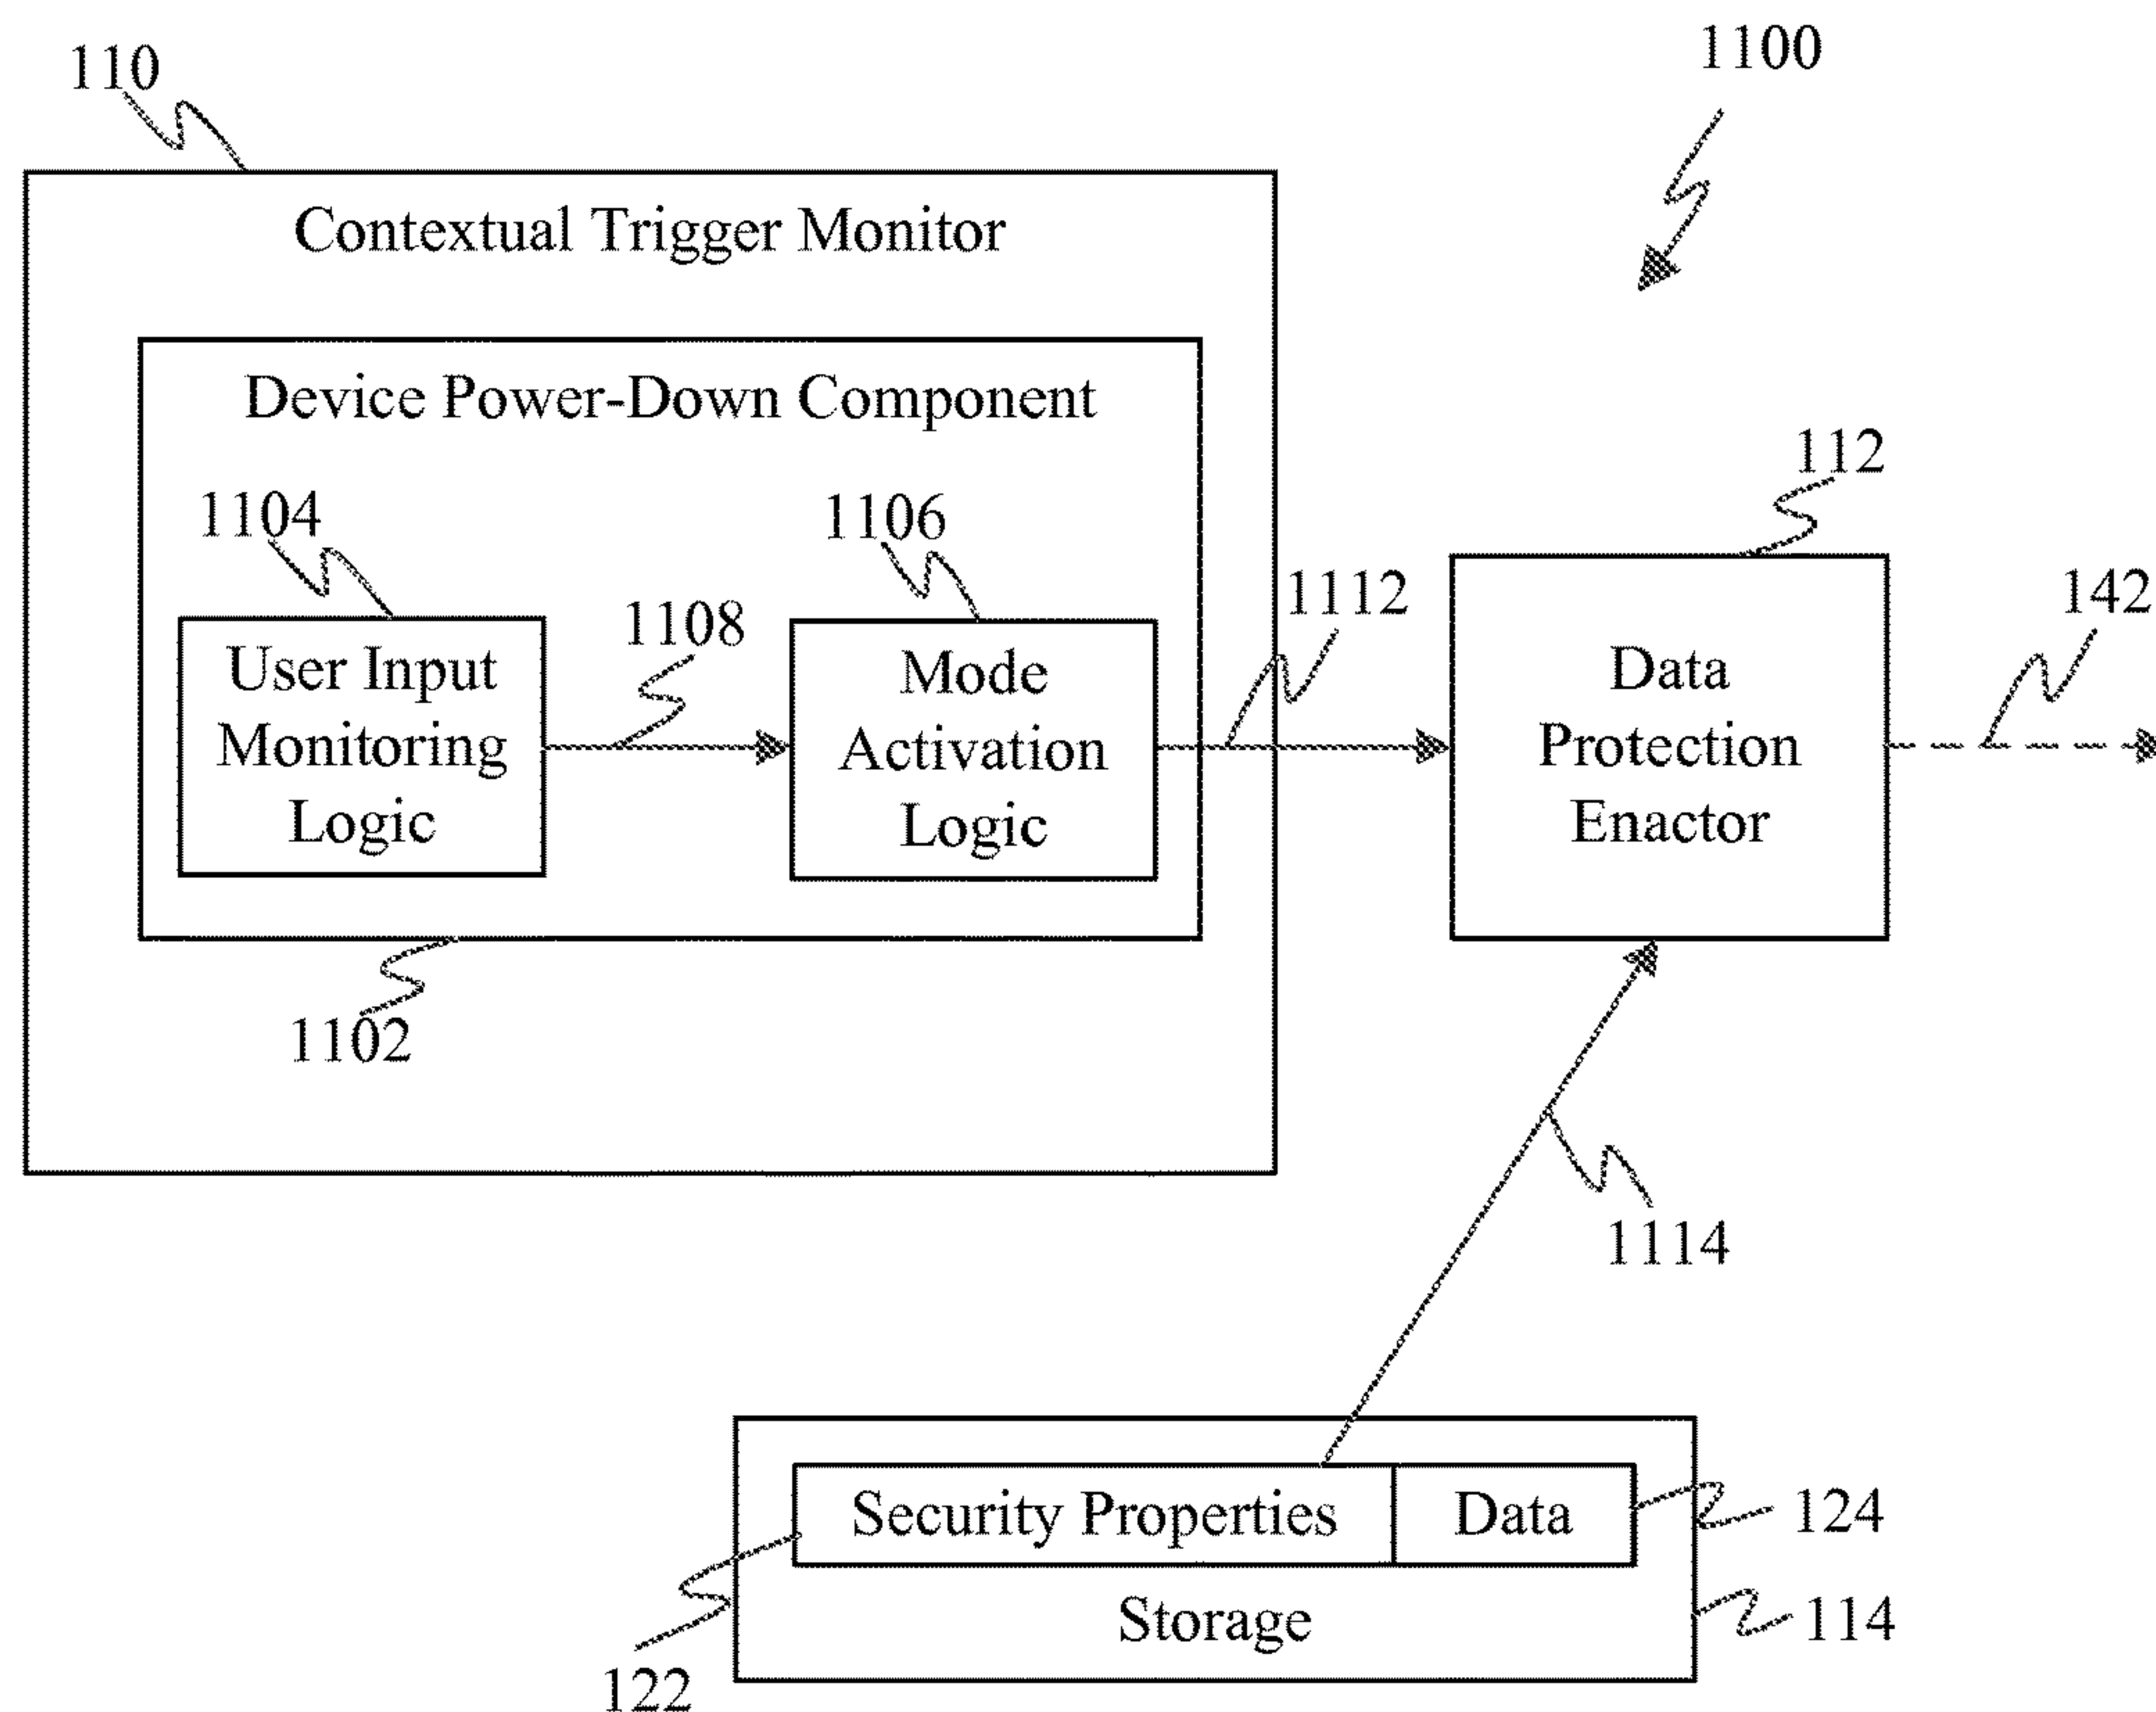 110
1100
Contextual Trigger Monitor
Device Power-Down Component
112
1104
1106
1108
1112
142
User Input
Monitoring
Logic
Mode
Activation
Logic
Data
Protection
Enactor
1102
1114
Security Properties
Data
124
Storage
114
122